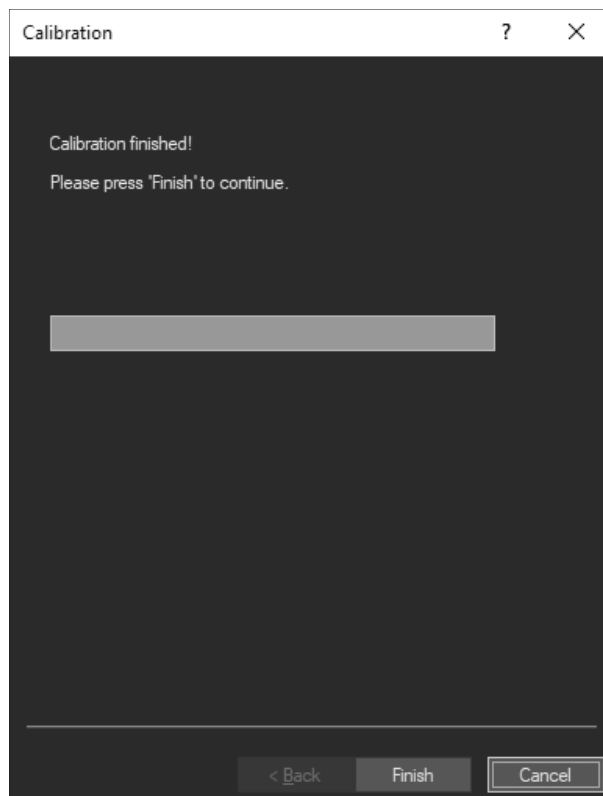 Calibration ?
Calibration finished!
Please press 'Finish' to continue.
< Back Finish Cancel